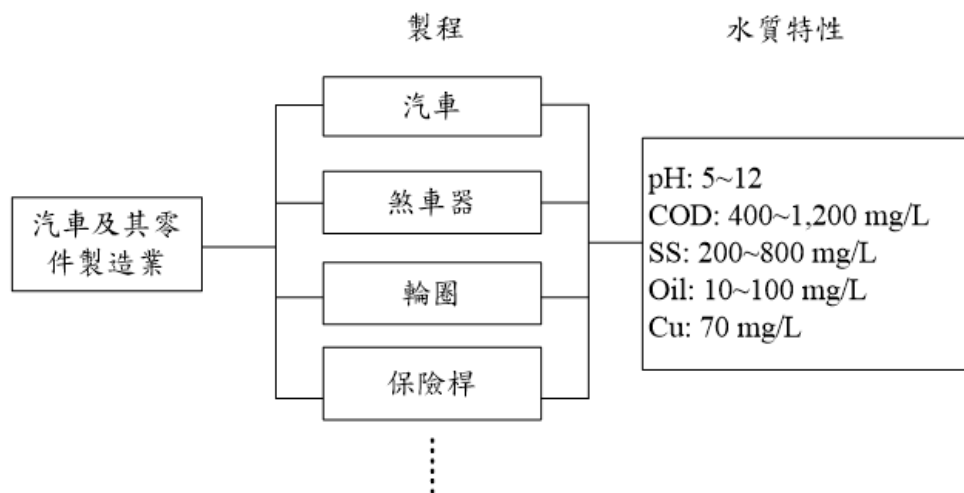 製程
水質特性
汽車及其零
件製造業
汽車
煞車器
輪圈
保險桿
pH: 5~12
COD: 400~1,200 mg/L
SS: 200~800 mg/L
Oil: 10~100 mg/L
Cu: 70 mg/L